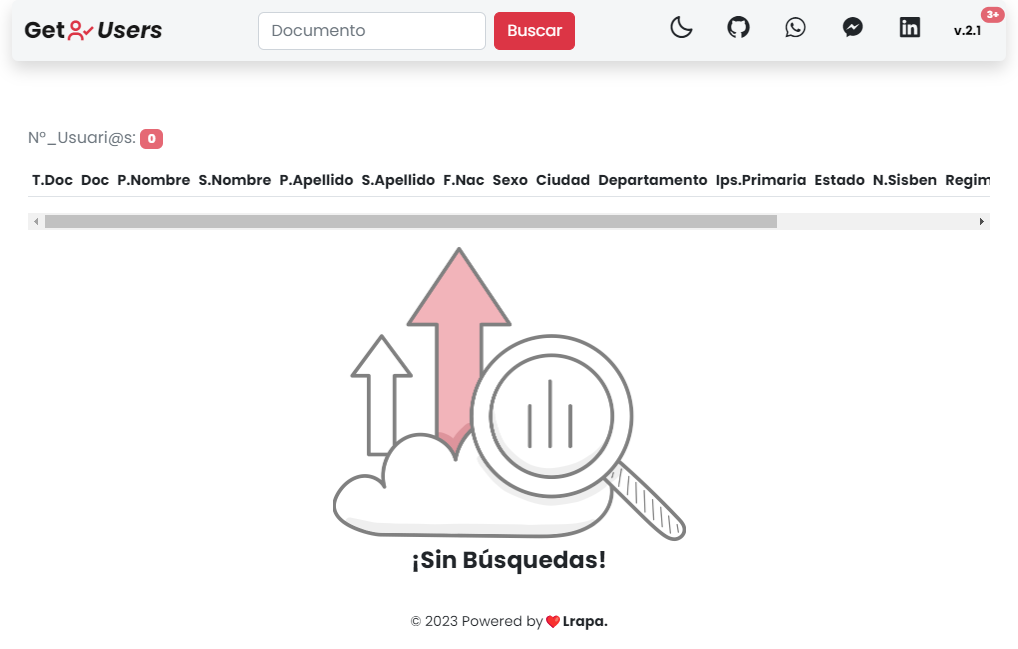 Get Users Documento Buscar v.2.1 3+
Nº_Usuari@s: 0
T.Doc Doc P.Nombre S.Nombre P.Apellido S.Apellido F.Nac Sexo Ciudad Departamento Ips.Primaria Estado N.Sisben Regim
¡Sin Búsquedas!
© 2023 Powered by ❤️ Lrapa.